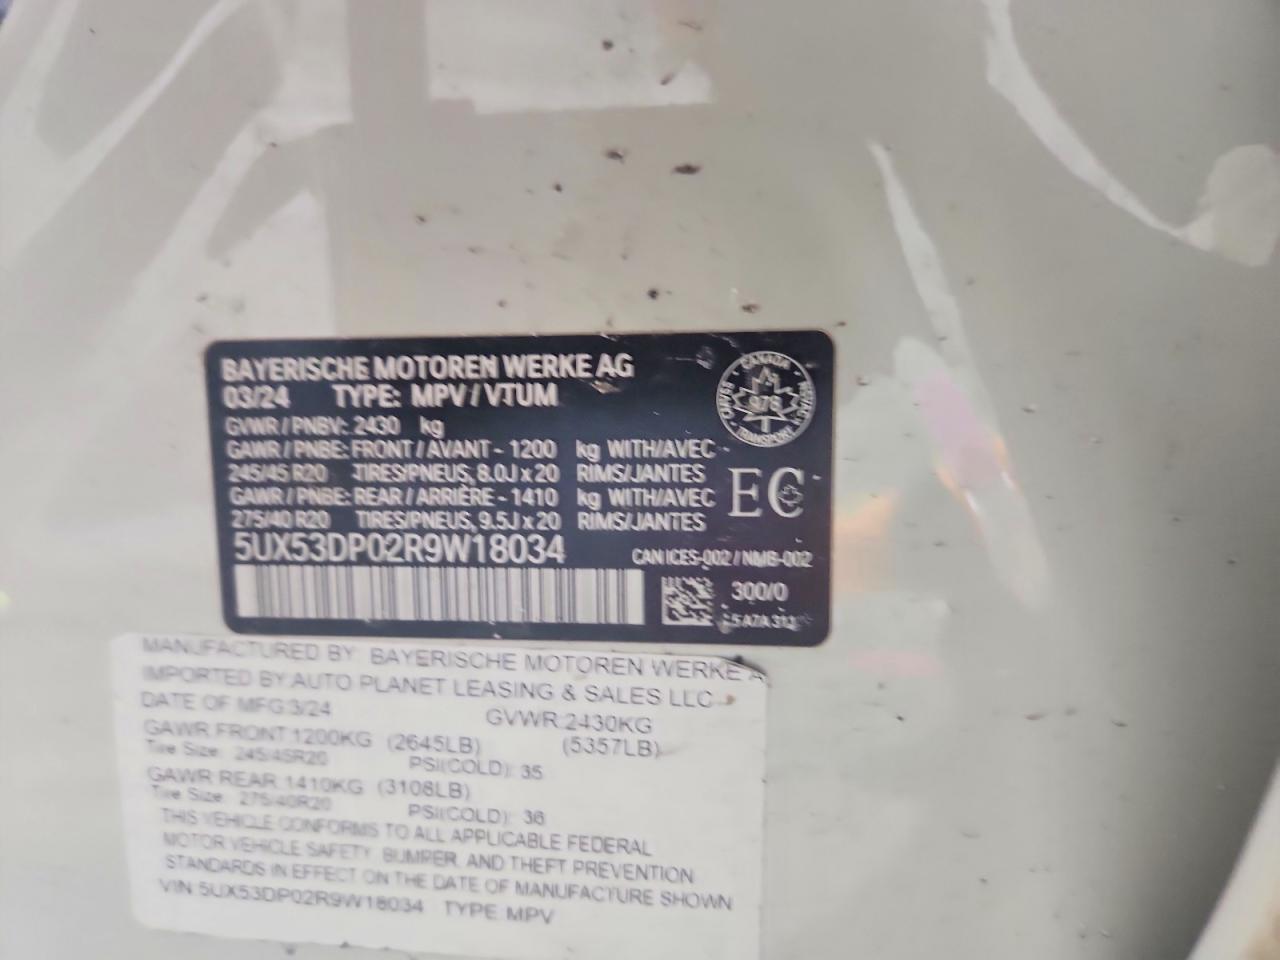 BAYERISCHE MOTOREN WERKE AG
03/24 TYPE: MPV / VTUM
GVWR / PNBV: 2430 kg
GAWR / PNBE: FRONT / AVANT - 1200 kg WITH/AVEC
245/45 R20 TIRES/PNEUS, 8.0J x 20 RIMS/JANTES
GAWR / PNBE: REAR / ARRIÈRE - 1410 kg WITH/AVEC
275/40 R20 TIRES/PNEUS, 9.5J x 20 RIMS/JANTES
CANADA
978
TRANSPORT
EC
5UX53DP02R9W18034
CAN ICES-002 / NMB-002
300/0
MANUFACTURED BY: BAYERISCHE MOTOREN WERKE A
IMPORTED BY:AUTO PLANET LEASING & SALES LLC
DATE OF MFG:3/24 GVWR:2430KG
(5357LB)
GAWR FRONT:1200KG (2645LB)
Tire Size: 245/45R20 PSI(COLD): 35
GAWR REAR:1410KG (3108LB)
Tire Size: 275/40R20 PSI(COLD): 36
THIS VEHICLE CONFORMS TO ALL APPLICABLE FEDERAL
MOTOR VEHICLE SAFETY, BUMPER, AND THEFT PREVENTION
STANDARDS IN EFFECT ON THE DATE OF MANUFACTURE SHOWN
VIN 5UX53DP02R9W18034 TYPE:MPV